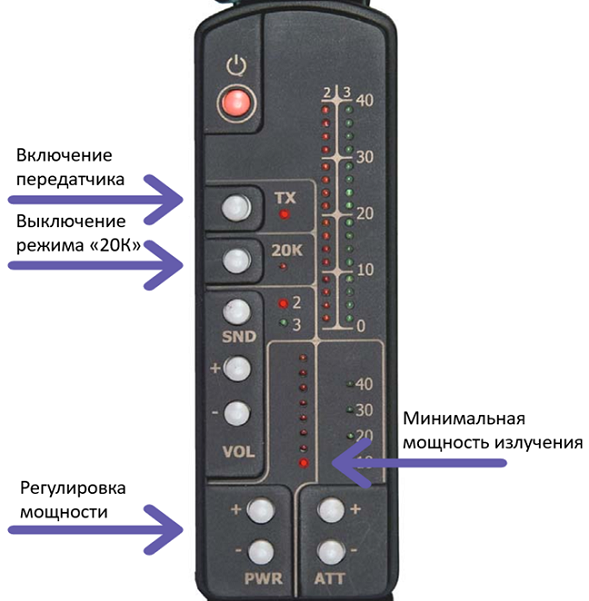 2 3
40
30
20
10
0
Включение
передатчика
TX
Выключение
режима «20К»
20K
2
3
SND
+
-
VOL
40
30
20
Минимальная
мощность излучения
Регулировка
мощности
+
-
PWR
+
-
ATT